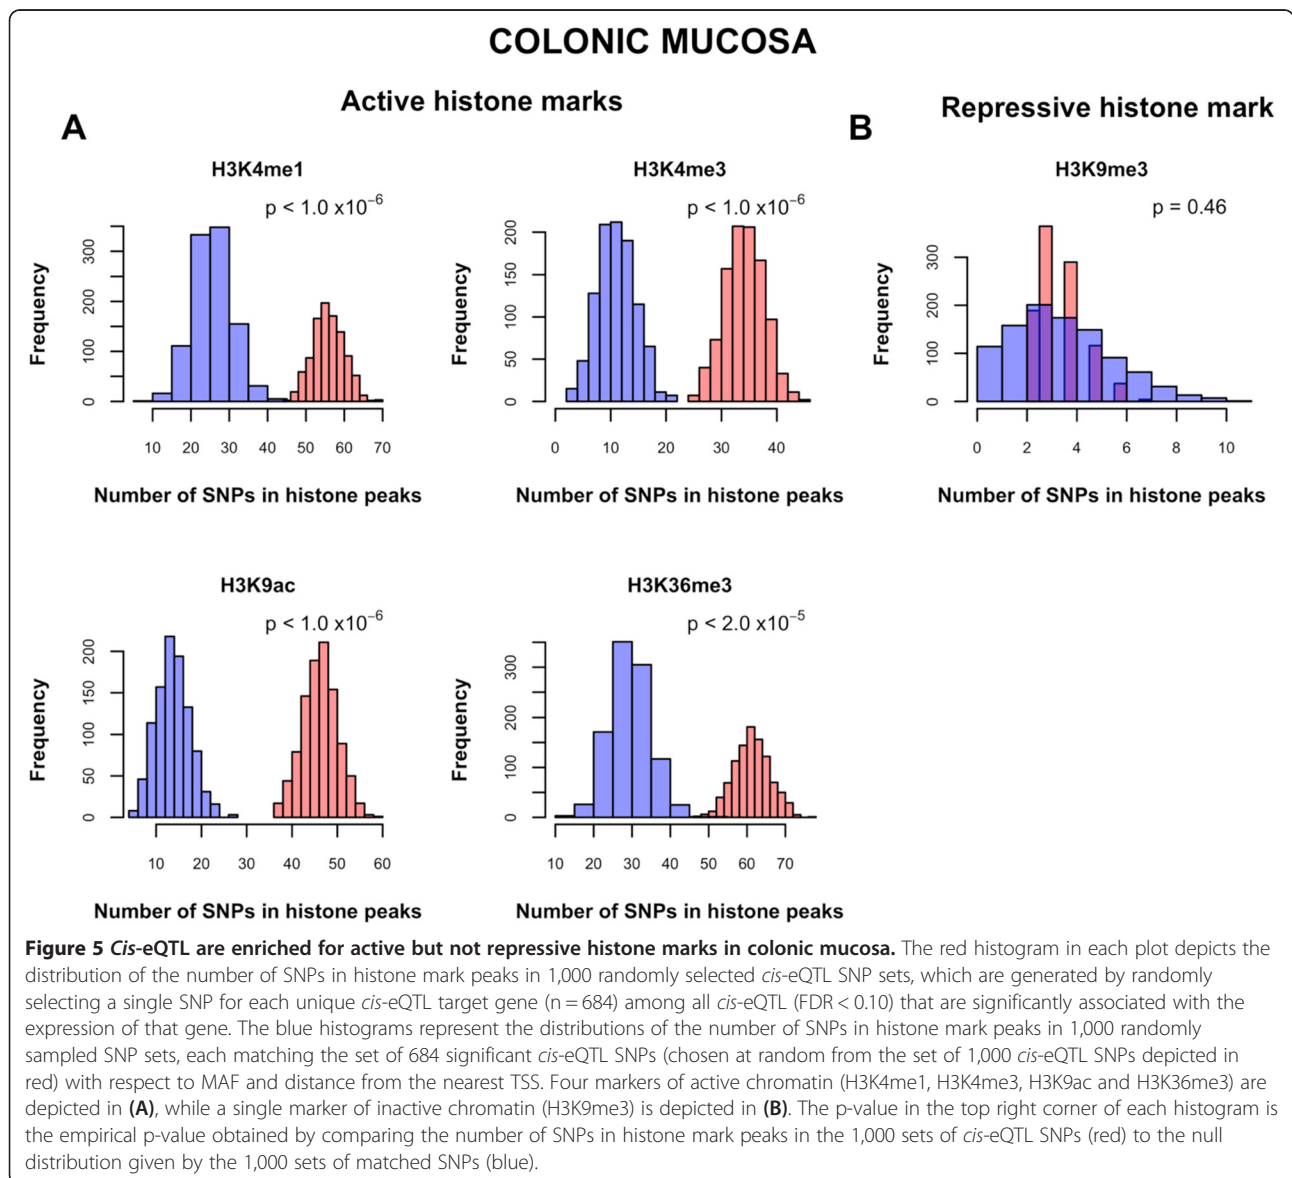 COLONIC MUCOSA
Active histone marks
Repressive histone mark
A
B
H3K4me1
p < 1.0 x10⁻⁶
Frequency
0
100
200
300
10 20 30 40 50 60 70
Number of SNPs in histone peaks
H3K4me3
p < 1.0 x10⁻⁶
Frequency
0
50
100
150
200
0 10 20 30 40
Number of SNPs in histone peaks
H3K9me3
p = 0.46
Frequency
0
100
200
300
0 2 4 6 8 10
Number of SNPs in histone peaks
H3K9ac
p < 1.0 x10⁻⁶
Frequency
0
50
100
150
200
10 20 30 40 50 60
Number of SNPs in histone peaks
H3K36me3
p < 2.0 x10⁻⁵
Frequency
0
100
200
300
10 20 30 40 50 60 70
Number of SNPs in histone peaks
Figure 5 Cis-eQTL are enriched for active but not repressive histone marks in colonic mucosa. The red histogram in each plot depicts the
distribution of the number of SNPs in histone mark peaks in 1,000 randomly selected cis-eQTL SNP sets, which are generated by randomly
selecting a single SNP for each unique cis-eQTL target gene (n = 684) among all cis-eQTL (FDR < 0.10) that are significantly associated with the
expression of that gene. The blue histograms represent the distributions of the number of SNPs in histone mark peaks in 1,000 randomly
sampled SNP sets, each matching the set of 684 significant cis-eQTL SNPs (chosen at random from the set of 1,000 cis-eQTL SNPs depicted in
red) with respect to MAF and distance from the nearest TSS. Four markers of active chromatin (H3K4me1, H3K4me3, H3K9ac and H3K36me3) are
depicted in (A), while a single marker of inactive chromatin (H3K9me3) is depicted in (B). The p-value in the top right corner of each histogram is
the empirical p-value obtained by comparing the number of SNPs in histone mark peaks in the 1,000 sets of cis-eQTL SNPs (red) to the null
distribution given by the 1,000 sets of matched SNPs (blue).